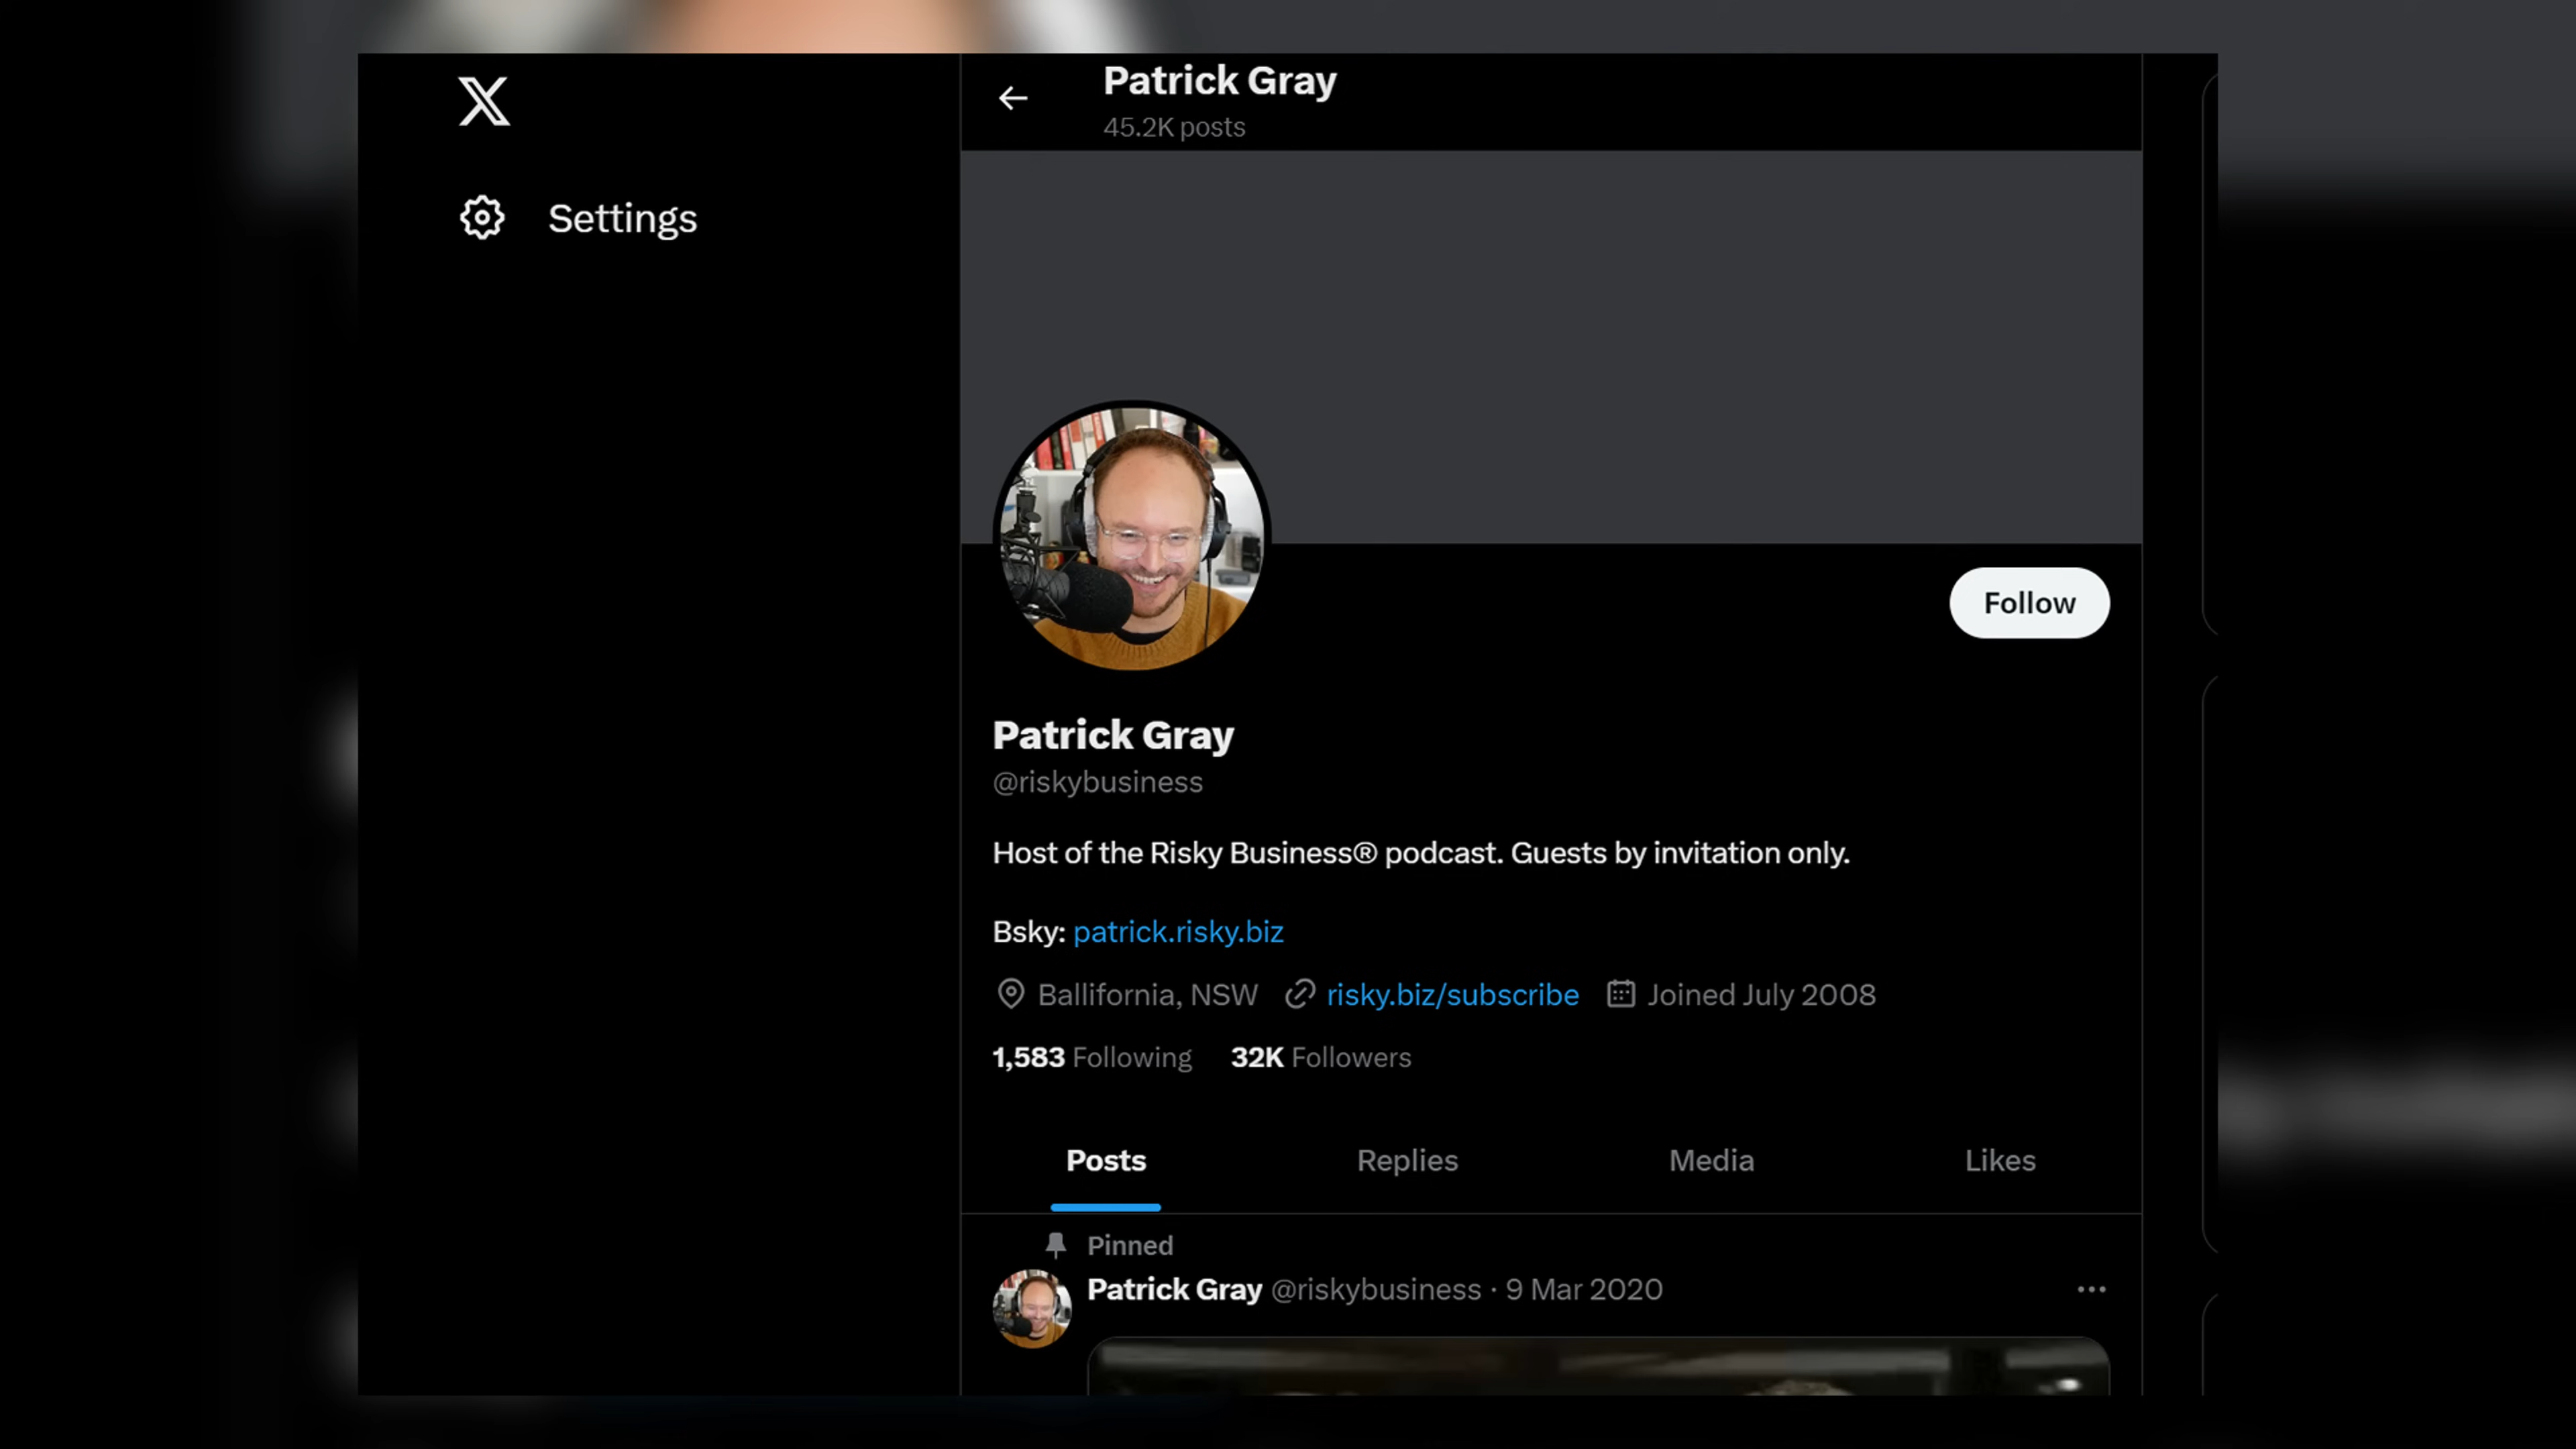 Patrick Gray
45.2K posts
Settings
Follow
Patrick Gray
@riskybusiness
Host of the Risky Business® podcast. Guests by invitation only.
Bsky: patrick.risky.biz
Ballifornia, NSW risky.biz/subscribe Joined July 2008
1,583 Following 32K Followers
Posts Replies Media Likes
Pinned
Patrick Gray @riskybusiness · 9 Mar 2020